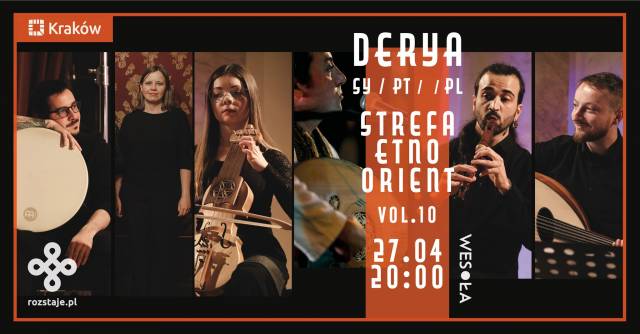 Kraków
DERYA
SY / PT / / PL
STREFA
ETNO
ORIENT
VOL.10
27.04
20:00
WESOŁA
rozstaje.pl